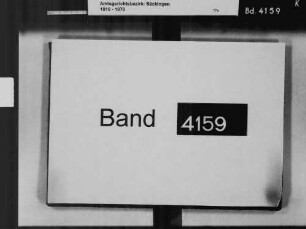 Amtsgerichtsbezirk: Säckingen
1810 - 1870
Bd. 4159
K
Band 4159